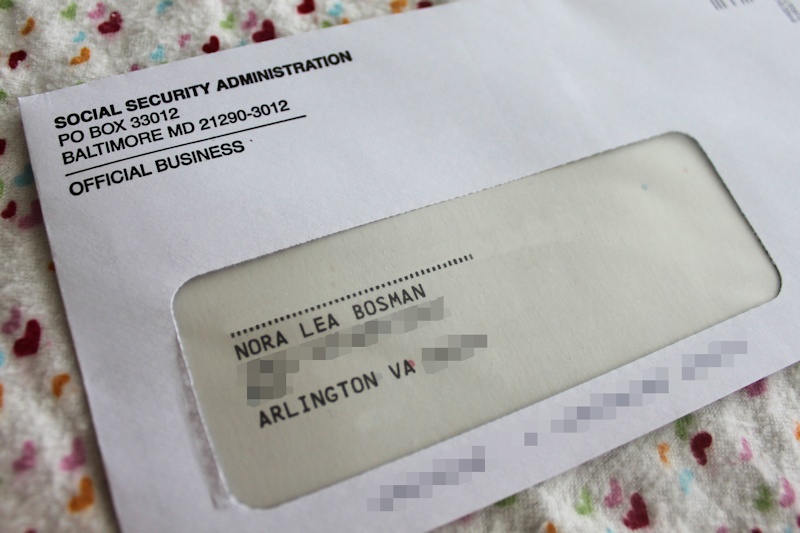 SOCIAL SECURITY ADMINISTRATION
PO BOX 33012
BALTIMORE MD 21290-3012
OFFICIAL BUSINESS
NORA LEA BOSMAN
ARLINGTON VA